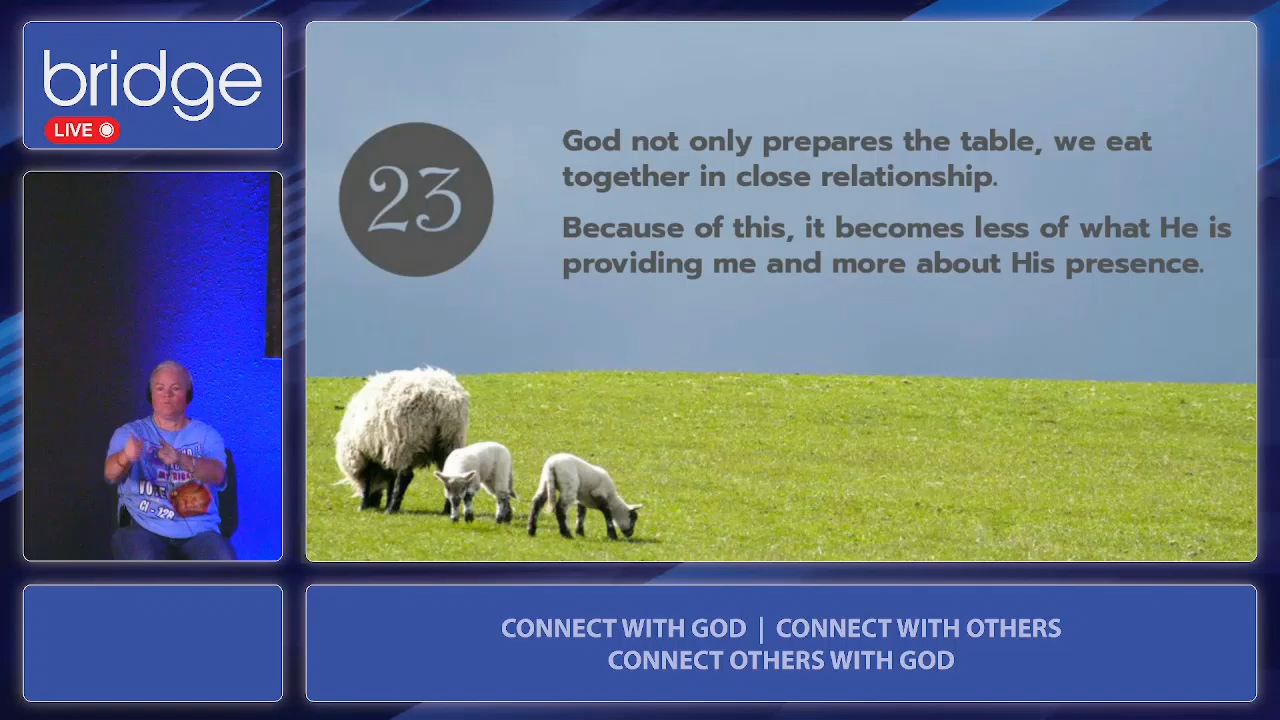 bridge
LIVE
23
God not only prepares the table, we eat
together in close relationship.
Because of this, it becomes less of what He is
providing me and more about His presence.
CONNECT WITH GOD | CONNECT WITH OTHERS
CONNECT OTHERS WITH GOD